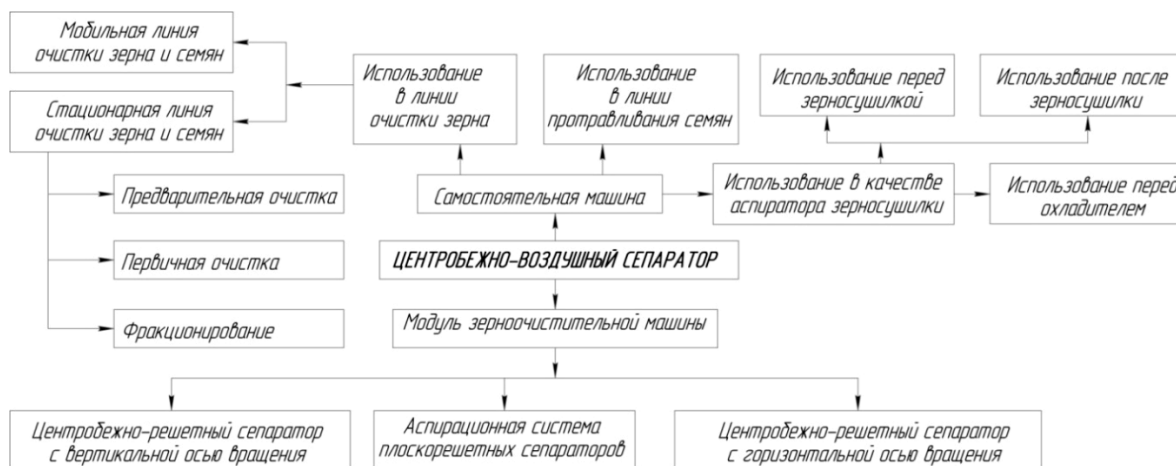 Мобильная линия
очистки зерна и семян
Стационарная линия
очистки зерна и семян
Предварительная очистка
Первичная очистка
Фракционирование
Использование
в линии
очистки зерна
Использование
в линии
протравливания семян
Использование перед
зерносушилкой
Использование после
зерносушилки
Самостоятельная машина
Использование в качестве
аспиратора зерносушилки
Использование перед
охладителем
ЦЕНТРОБЕЖНО-ВОЗДУШНЫЙ СЕПАРАТОР
Модуль зерноочистительной машины
Центробежно-решетный сепаратор
с вертикальной осью вращения
Аспирационная система
плоскорешетных сепараторов
Центробежно-решетный сепаратор
с горизонтальной осью вращения